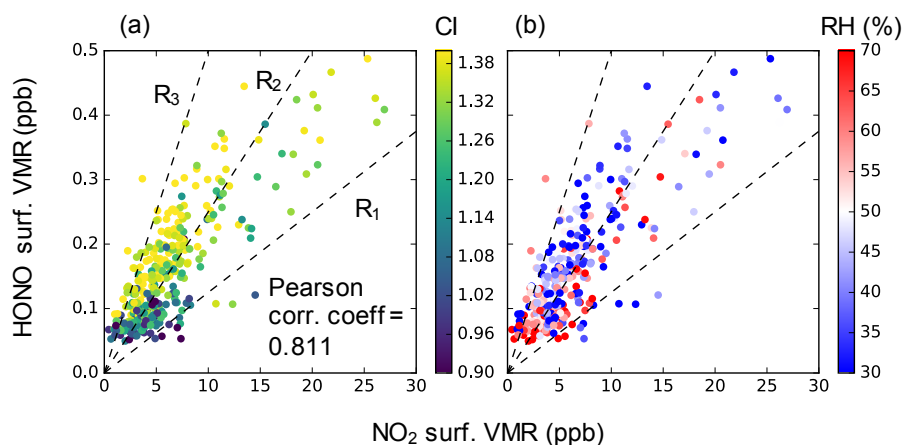 (a) CI (b) RH (%)
0.5 1.38 70
R3 R2
0.4 1.32 65
1.26 60
0.3 1.20 55
R1
1.14 50
0.2 1.08 45
Pearson
0.1 1.02 40
corr. coeff =
0.811
0.96 35
0.0 0.90 30
0 5 10 15 20 25 30 0 5 10 15 20 25 30
HONO surf. VMR (ppb)
NO2 surf. VMR (ppb)